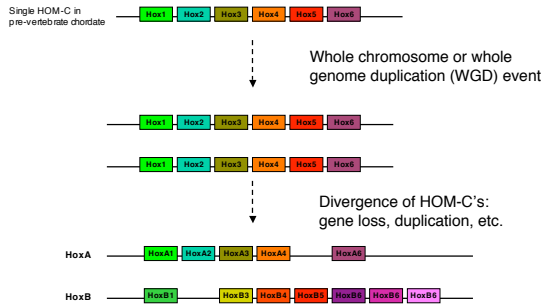 Single HOM-C in
pre-vertebrate chordate
Hox1 Hox2 Hox3 Hox4 Hox5 Hox6
Whole chromosome or whole
genome duplication (WGD) event
Hox1 Hox2 Hox3 Hox4 Hox5 Hox6
Hox1 Hox2 Hox3 Hox4 Hox5 Hox6
Divergence of HOM-C's:
gene loss, duplication, etc.
HoxA HoxA1 HoxA2 HoxA3 HoxA4 HoxA6
HoxB HoxB1 HoxB3 HoxB4 HoxB5 HoxB6 HoxB6 HoxB6